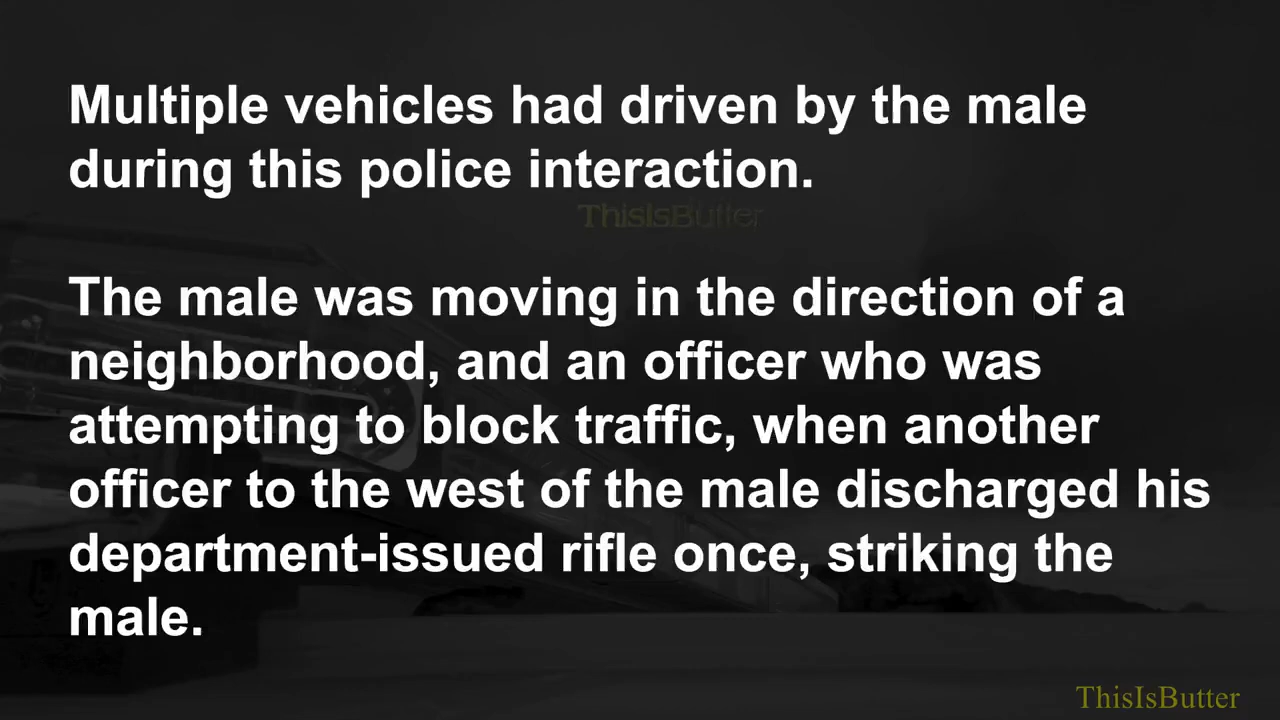 Multiple vehicles had driven by the male
during this police interaction.
ThisIsButter
The male was moving in the direction of a
neighborhood, and an officer who was
attempting to block traffic, when another
officer to the west of the male discharged his
department-issued rifle once, striking the
male.
ThisIsButter